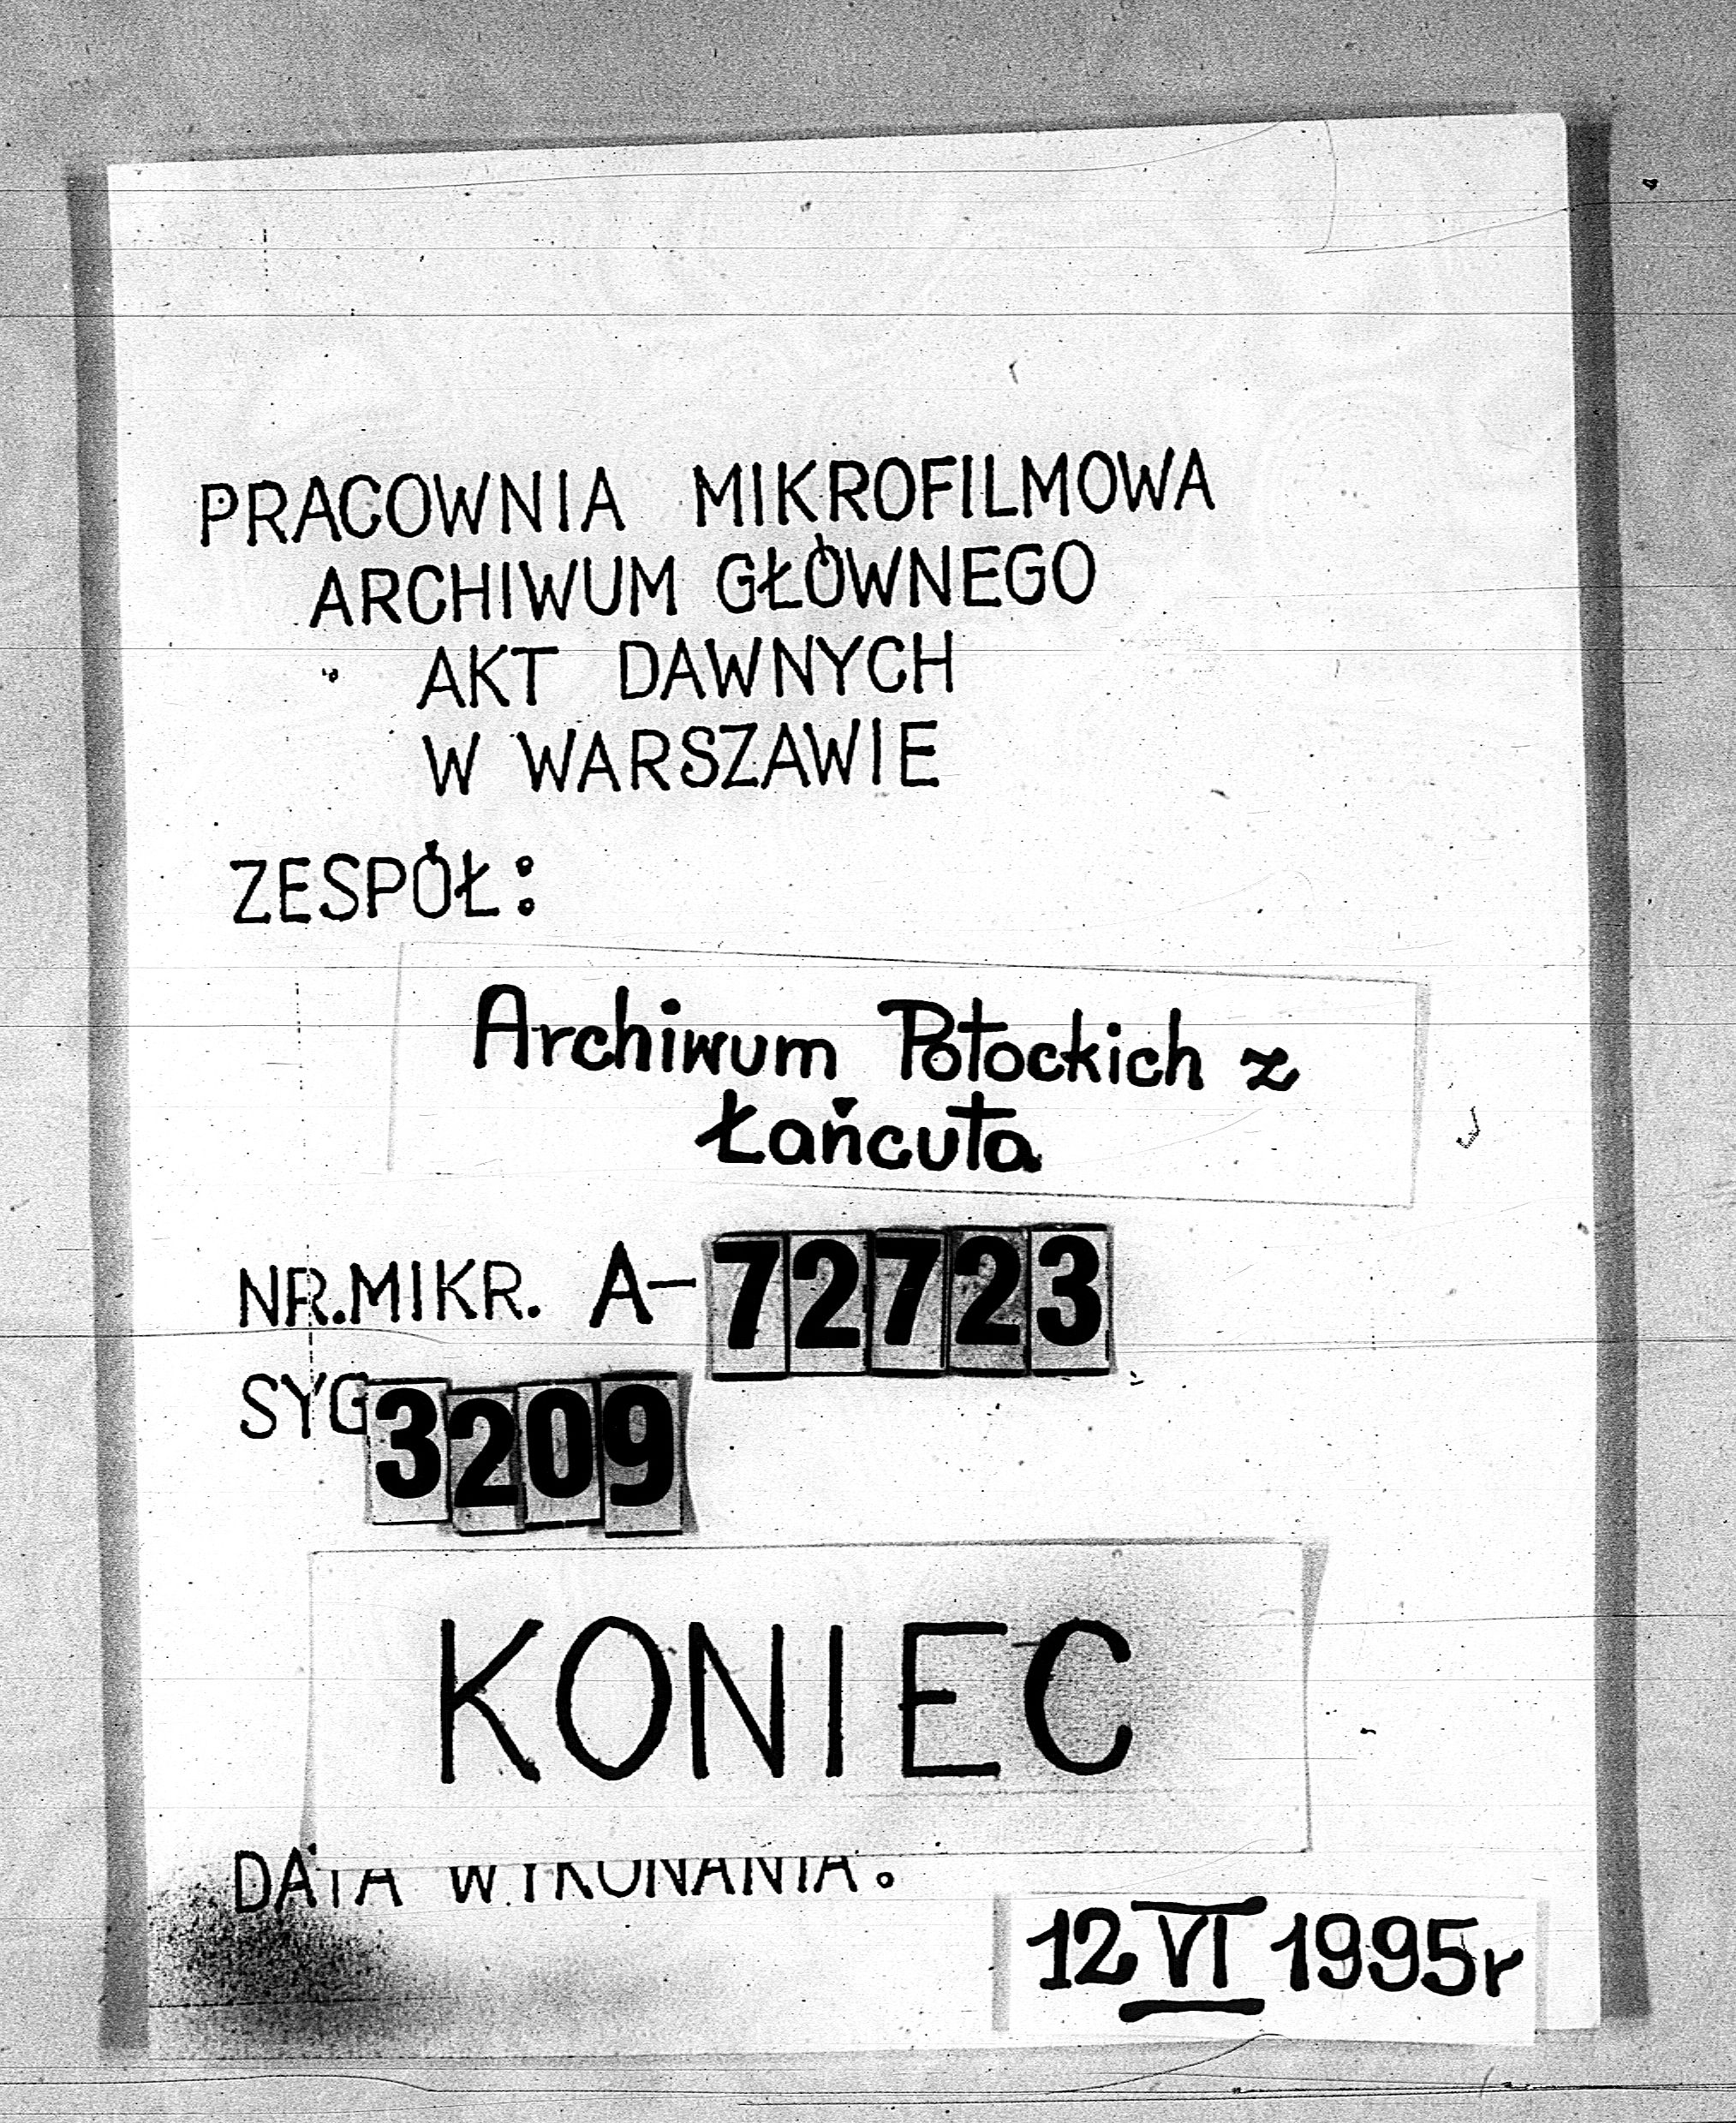 PRACOWNIA MIKROFILMOWA
ARCHIWUM GŁÓWNEGO
AKT DAWNYCH
W WARSZAWIE
ZESPÓŁ:
Archiwum Potockich z
Łańcuta
NR.MIKR. A-72723
SYG 3209
KONIEC
DATA WYKONANIA:
12 VI 1995r